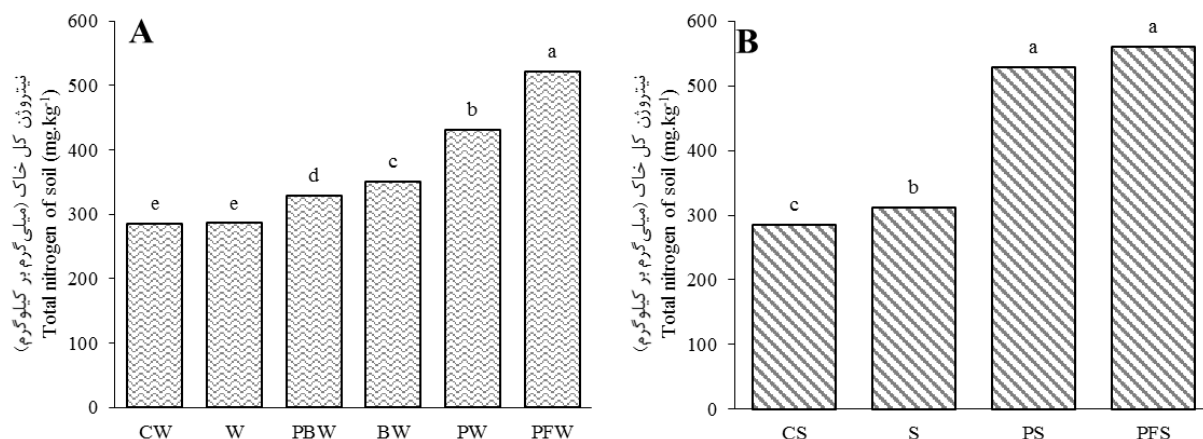 A
نیتروژن کل خاک (میلی‌گرم بر کیلوگرم)
Total nitrogen of soil (mg.kg⁻¹)
600
500
400
300
200
100
0
e
e
d
c
b
a
CW W PBW BW PW PFW
B
نیتروژن کل خاک (میلی‌گرم بر کیلوگرم)
Total nitrogen of soil (mg.kg⁻¹)
600
500
400
300
200
100
0
c
b
a
a
CS S PS PFS